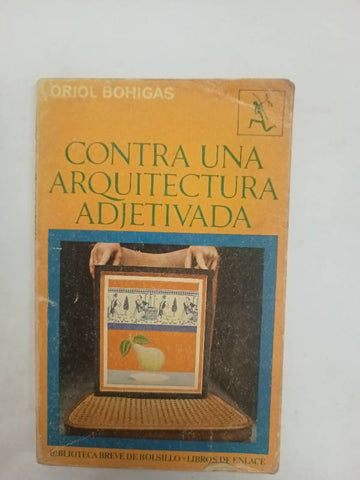 ORIOL BOHIGAS
CONTRA UNA
ARQUITECTURA
ADJETIVADA
BIBLIOTECA BREVE DE BOLSILLO • LIBROS DE ENLACE